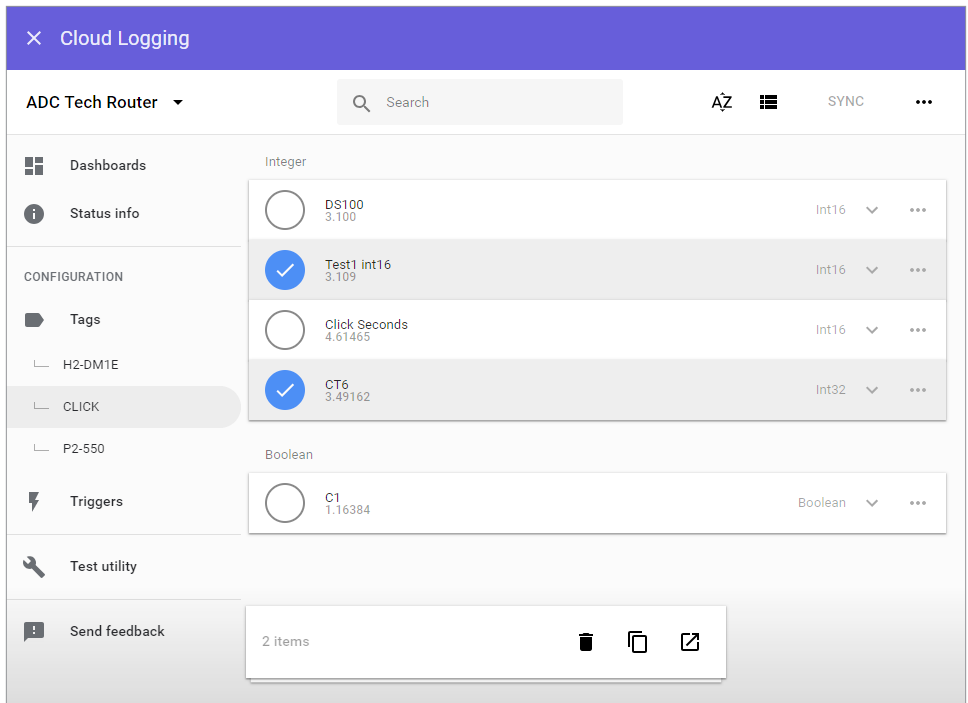 Cloud Logging
ADC Tech Router
Search
SYNC
Dashboards
Status info
CONFIGURATION
Tags
H2-DM1E
CLICK
P2-550
Triggers
Test utility
Send feedback
Integer
DS100
3.100
Int16
Test1 int16
3.109
Int16
Click Seconds
4.61465
Int16
CT6
3.49162
Int32
Boolean
C1
1.16384
Boolean
2 items